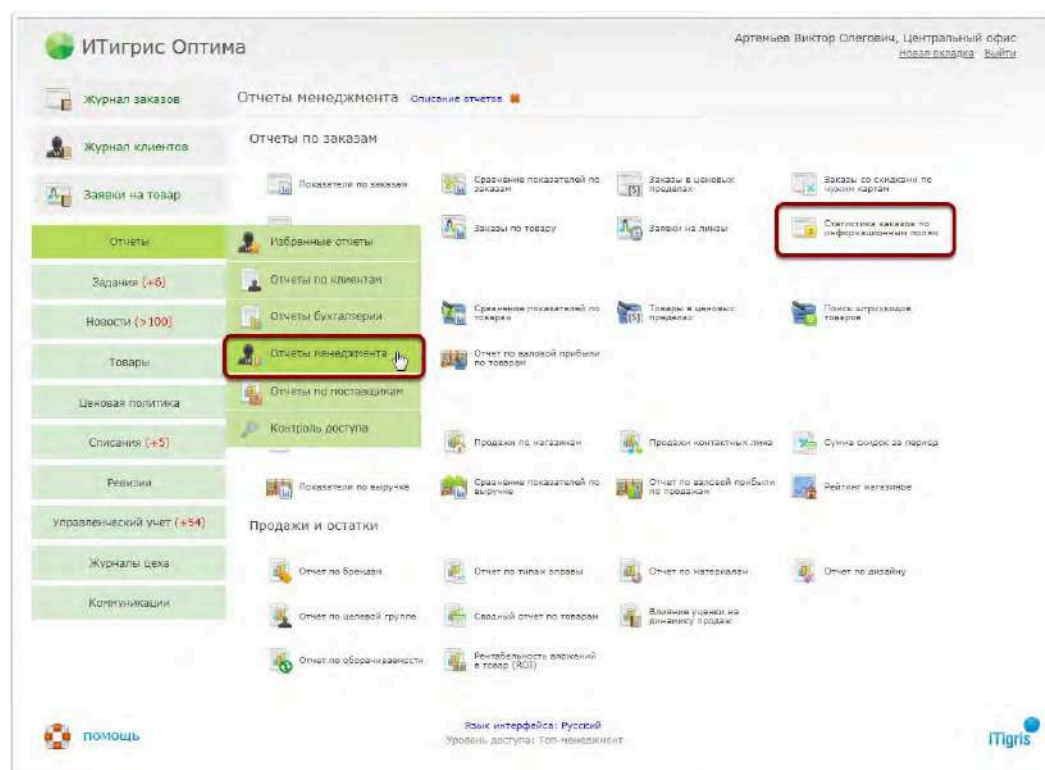 ИТигрис Оптима
Артемьев Виктор Олегович, Центральный офис
Новая вкладка Выйти
Журнал заказов
Отчеты менеджмента Описание отчетов
Журнал клиентов
Отчеты по заказам
Заявки на товар
Показатели по заказам
Сравнение показателей по
заказам
Заказы в ценовых
пределах
Заказы со скидками по
чужим картам
Отчеты
Избранные отчеты
Заказы по товару
Заявки на линзы
Статистика заказов по
информационным полям
Задания (+6)
Отчеты по клиентам
Новости (>100)
Отчеты бухгалтерии
Сравнение показателей по
товарам
Товары в ценовых
пределах
Поиск штрихкодов
товаров
Товары
Отчеты менеджмента
Отчет по валовой прибыли
по товарам
Ценовая политика
Отчеты по поставщикам
Списания (+5)
Контроль доступа
Продажи по магазинам
Продажи контактных линз
Сумма скидок за период
Ревизии
Показатели по выручке
Сравнение показателей по
выручке
Отчет по валовой прибыли
по продажам
Рейтинг магазинов
Управленческий учет (+54)
Продажи и остатки
Журналы цеха
Отчет по брендам
Отчет по типам оправы
Отчет по материалам
Отчет по дизайну
Коммуникации
Отчет по целевой группе
Сводный отчет по товарам
Влияние уценки на
динамику продаж
Отчет по оборачиваемости
Рентабельность вложений
в товар (ROI)
ПОМОЩЬ
Язык интерфейса: Русский
Уровень доступа: Топ-менеджмент
ITigris